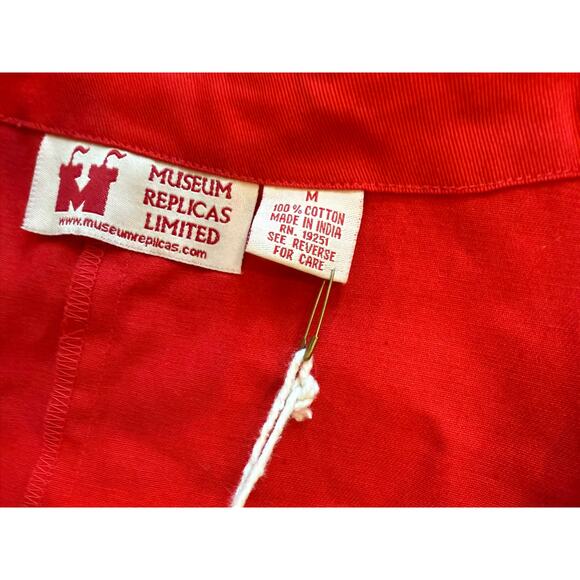 M
MUSEUM
REPLICAS
LIMITED
www.museumreplicas.com
M
100% COTTON
MADE IN INDIA
RN. 19251
SEE REVERSE
FOR CARE